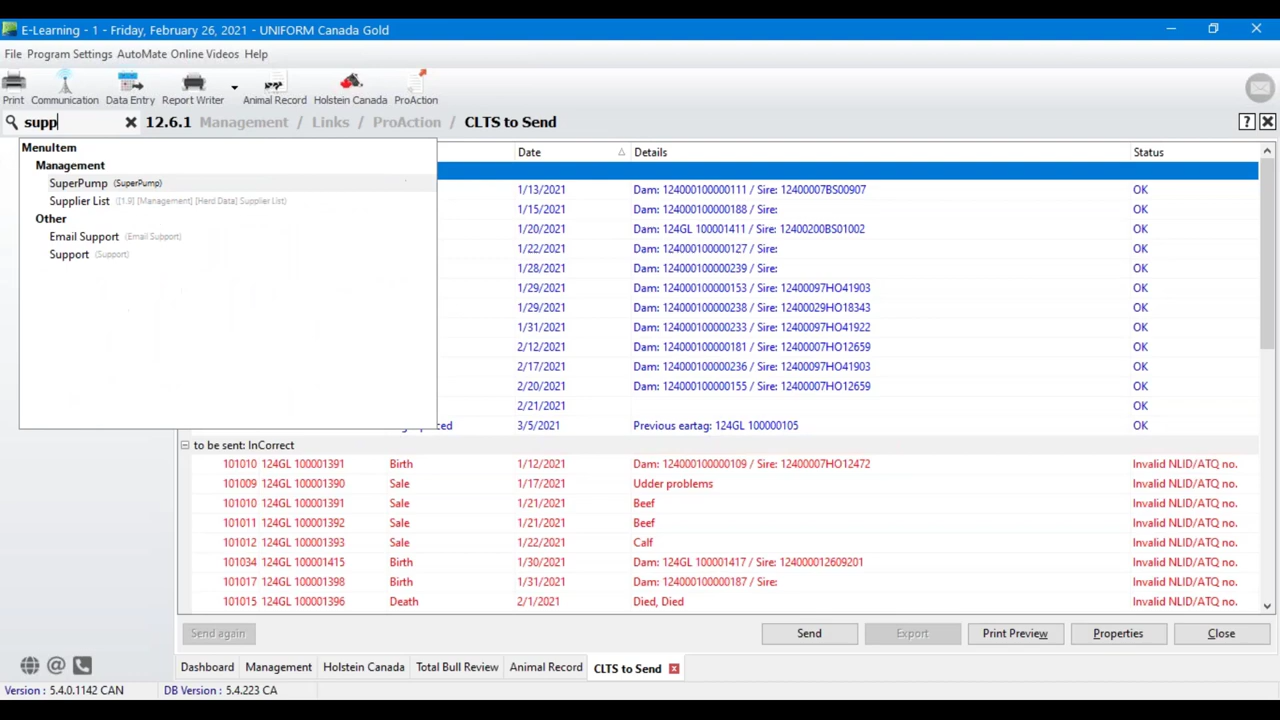 E-Learning - 1 - Friday, February 26, 2021 - UNIFORM Canada Gold
File Program Settings AutoMate Online Videos Help
Print Communication Data Entry Report Writer Animal Record Holstein Canada ProAction
supp 12.6.1 Management / Links / ProAction / CLTS to Send ?
MenuItem
Management
SuperPump (SuperPump)
Supplier List ([1.9] [Management] [Herd Data] Supplier List)
Other
Email Support (Email Support)
Support (Support)
Date Details Status
1/13/2021 Dam: 124000100000111 / Sire: 12400007BS00907 OK
1/15/2021 Dam: 124000100000188 / Sire: OK
1/20/2021 Dam: 124GL 100001411 / Sire: 12400200BS01002 OK
1/22/2021 Dam: 124000100000127 / Sire: OK
1/28/2021 Dam: 124000100000239 / Sire: OK
1/29/2021 Dam: 124000100000153 / Sire: 12400097HO41903 OK
1/29/2021 Dam: 124000100000238 / Sire: 12400029HO18343 OK
1/31/2021 Dam: 124000100000233 / Sire: 12400097HO41922 OK
2/12/2021 Dam: 124000100000181 / Sire: 12400007HO12659 OK
2/17/2021 Dam: 124000100000236 / Sire: 12400097HO41903 OK
2/20/2021 Dam: 124000100000155 / Sire: 12400007HO12659 OK
2/21/2021 OK
3/5/2021 Previous eartag: 124GL 100000105 OK
to be sent: InCorrect
101010 124GL 100001391 Birth 1/12/2021 Dam: 124000100000109 / Sire: 12400007HO12472 Invalid NLID/ATQ no.
101009 124GL 100001390 Sale 1/17/2021 Udder problems Invalid NLID/ATQ no.
101010 124GL 100001391 Sale 1/21/2021 Beef Invalid NLID/ATQ no.
101011 124GL 100001392 Sale 1/21/2021 Beef Invalid NLID/ATQ no.
101012 124GL 100001393 Sale 1/22/2021 Calf Invalid NLID/ATQ no.
101034 124GL 100001415 Birth 1/30/2021 Dam: 124GL 100001417 / Sire: 124000012609201 Invalid NLID/ATQ no.
101017 124GL 100001398 Birth 1/31/2021 Dam: 124000100000187 / Sire: Invalid NLID/ATQ no.
101015 124GL 100001396 Death 2/1/2021 Died, Died Invalid NLID/ATQ no.
Send again Send Export Print Preview Properties Close
Dashboard Management Holstein Canada Total Bull Review Animal Record CLTS to Send
Version : 5.4.0.1142 CAN DB Version : 5.4.223 CA